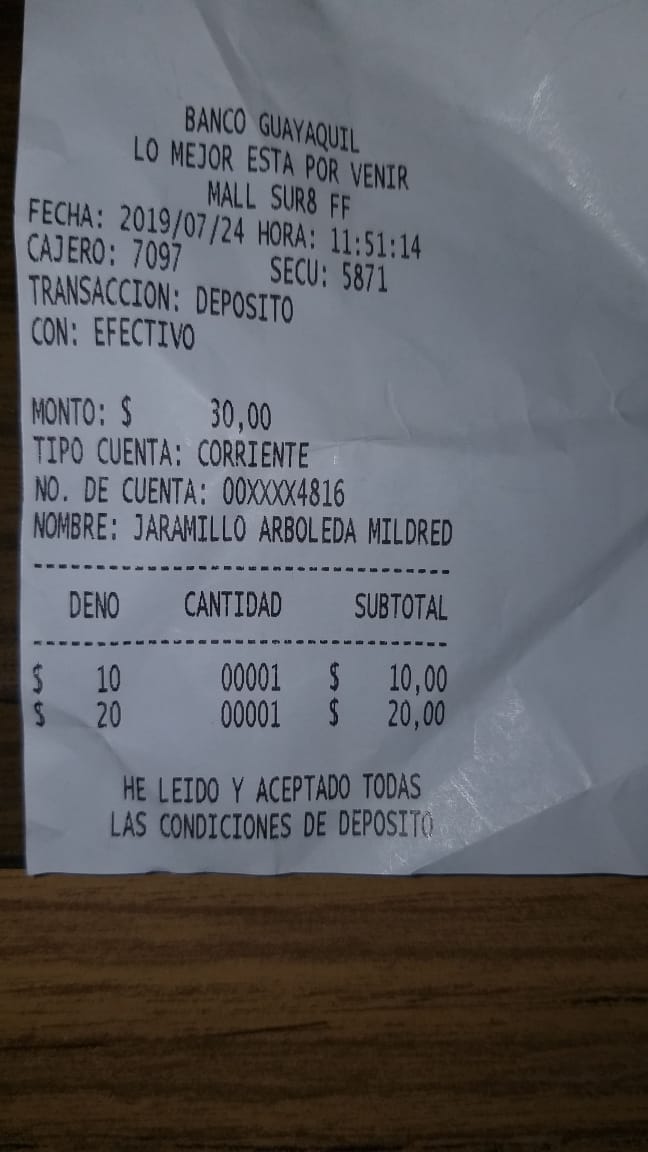 BANCO GUAYAQUIL
LO MEJOR ESTA POR VENIR
MALL SUR8 FF
FECHA: 2019/07/24 HORA: 11:51:14
CAJERO: 7097 SECU: 5871
TRANSACCION: DEPOSITO
CON: EFECTIVO
MONTO: $ 30,00
TIPO CUENTA: CORRIENTE
NO. DE CUENTA: 00XXXX4816
NOMBRE: JARAMILLO ARBOLEDA MILDRED
----------------------------------
DENO CANTIDAD SUBTOTAL
----------------------------------
$ 10 00001 $ 10,00
$ 20 00001 $ 20,00
HE LEIDO Y ACEPTADO TODAS
LAS CONDICIONES DE DEPOSITO